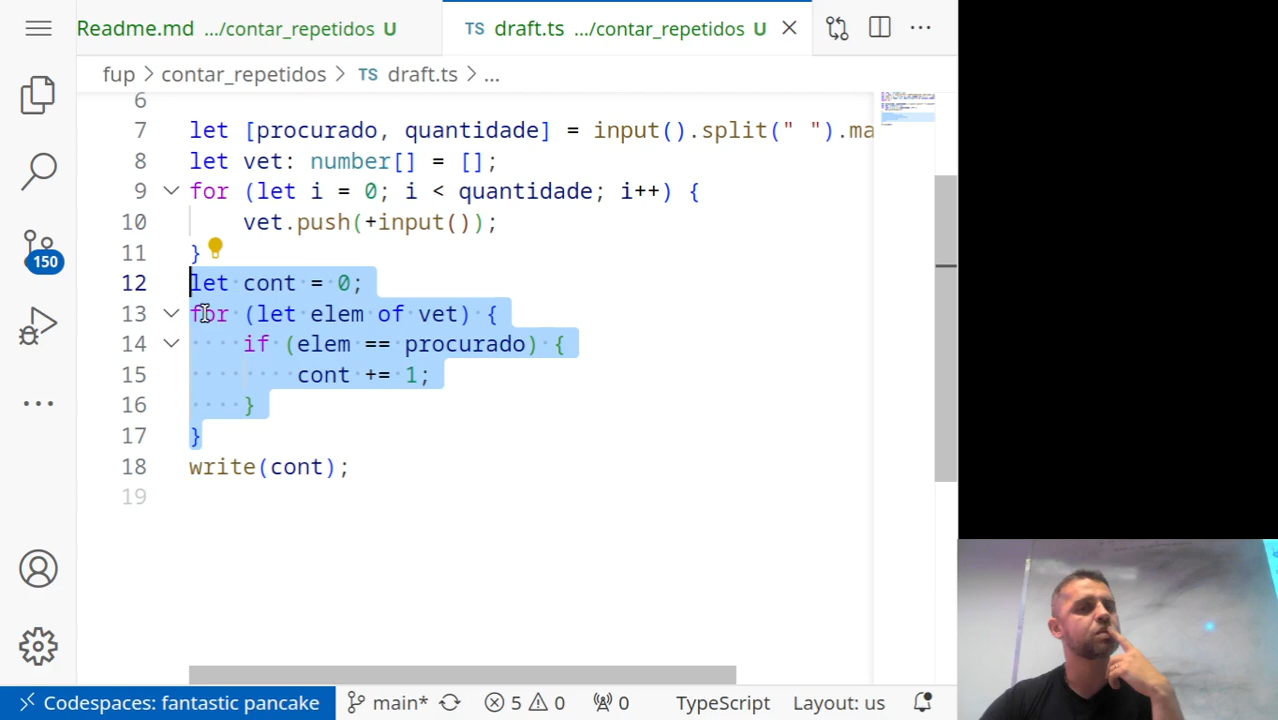 Readme.md .../contar_repetidos U
TS draft.ts .../contar_repetidos U
fup > contar_repetidos > TS draft.ts > ...
6
7 let [procurado, quantidade] = input().split(" ").ma
8 let vet: number[] = [];
9 for (let i = 0; i < quantidade; i++) {
10 vet.push(+input());
11 }
12 let cont = 0;
13 for (let elem of vet) {
14 if (elem == procurado) {
15 cont += 1;
16 }
17 }
18 write(cont);
19
150
Codespaces: fantastic pancake main* 5 0 0 TypeScript Layout: us